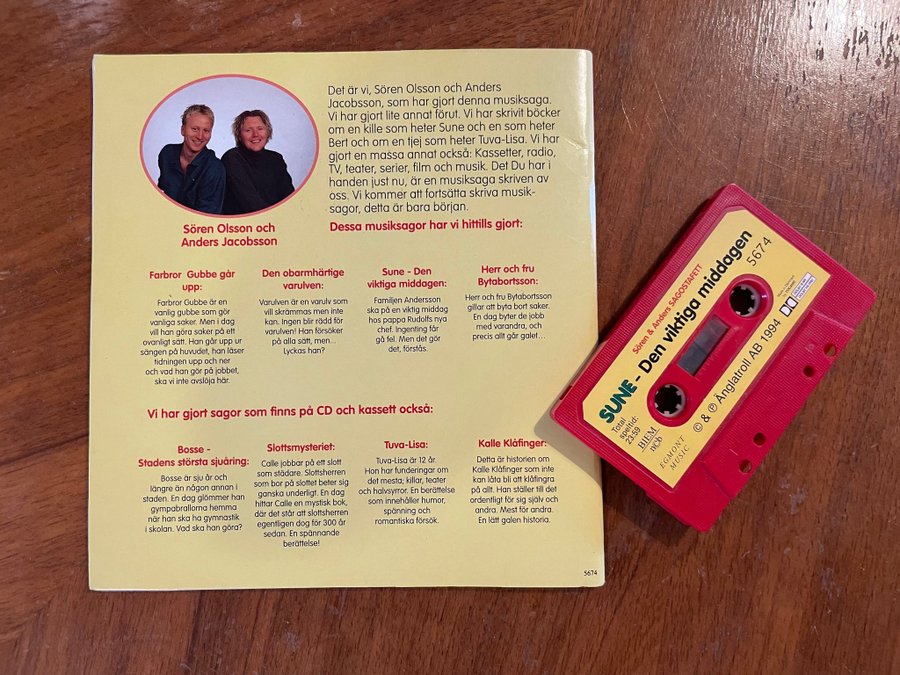 Det är vi, Sören Olsson och Anders
Jacobsson, som har gjort denna musiksaga.
Vi har gjort lite annat förut. Vi har skrivit böcker
om en kille som heter Sune och en som heter
Bert och om en tjej som heter Tuva-Lisa. Vi har
gjort en massa annat också: Kassetter, radio,
TV, teater, serier, film och musik. Det Du har i
handen just nu, är en musiksaga skriven av
oss. Vi kommer att fortsätta skriva musik-
sagor, detta är bara början.
Sören Olsson och
Anders Jacobsson
Dessa musiksagor har vi hittills gjort:
Farbror Gubbe går
upp:
Farbror Gubbe är en
vanlig gubbe som gör
vanliga saker. Men i dag
vill han göra saker på ett
ovanligt sätt. Han går upp ur
sängen på huvudet, han läser
tidningen upp och ner
och vad han gör på jobbet,
ska vi inte avslöja här.
Den obarmhärtige
varulven:
Varulven är en varulv som
vill skrämmas men inte
kan. Ingen blir rädd för
varulven! Han försöker
på alla sätt, men...
Lyckas han?
Sune - Den
viktiga middagen:
Familjen Andersson
ska på en viktig middag
hos pappa Rudolfs nya
chef. Ingenting får
gå fel. Men det gör
det, förstås.
Herr och fru
Bytabortsson:
Herr och fru Bytabortsson
gillar att byta bort saker.
En dag byter de jobb
med varandra, och
precis allt går galet...
Vi har gjort sagor som finns på CD och kassett också:
Bosse -
Stadens största sjuåring:
Bosse är sju år och
längre än någon annan i
staden. En dag glömmer han
gympabrallorna hemma
när han ska ha gymnastik
i skolan. Vad ska han göra?
Slottsmysteriet:
Calle jobbar på ett slott
som städare. Slottsherren
som bor på slottet beter sig
ganska underligt. En dag
hittar Calle en mystisk bok,
där det står att slottsherren
egentligen dog för 300 år
sedan. En spännande
berättelse!
Tuva-Lisa:
Tuva-Lisa är 12 år.
Hon har funderingar om
det mesta; killar, teater
och halvsyrror. En berättelse
som innehåller humor,
spänning och
romantiska försök.
Kalle Klåfinger:
Detta är historien om
Kalle Klåfinger som inte
kan låta bli att klåfingra
på allt. Han ställer till det
ordentligt för sig själv och
andra. Mest för andra.
En lätt galen historia.
5674
Sören & Anders SAGOSTAFETT
SUNE - Den viktiga middagen
5674
Total
speltid:
23:59
BIEM
ncb
EGMONT
MUSIC
© & ℗ Änglatroll AB 1994